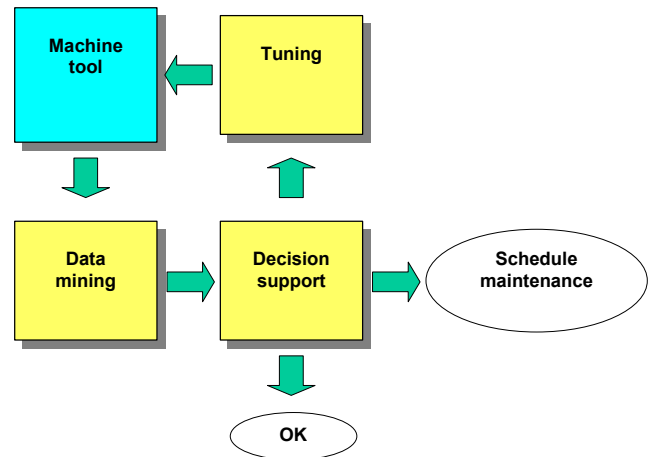 Machine
tool
Tuning
Data
mining
Decision
support
Schedule
maintenance
OK